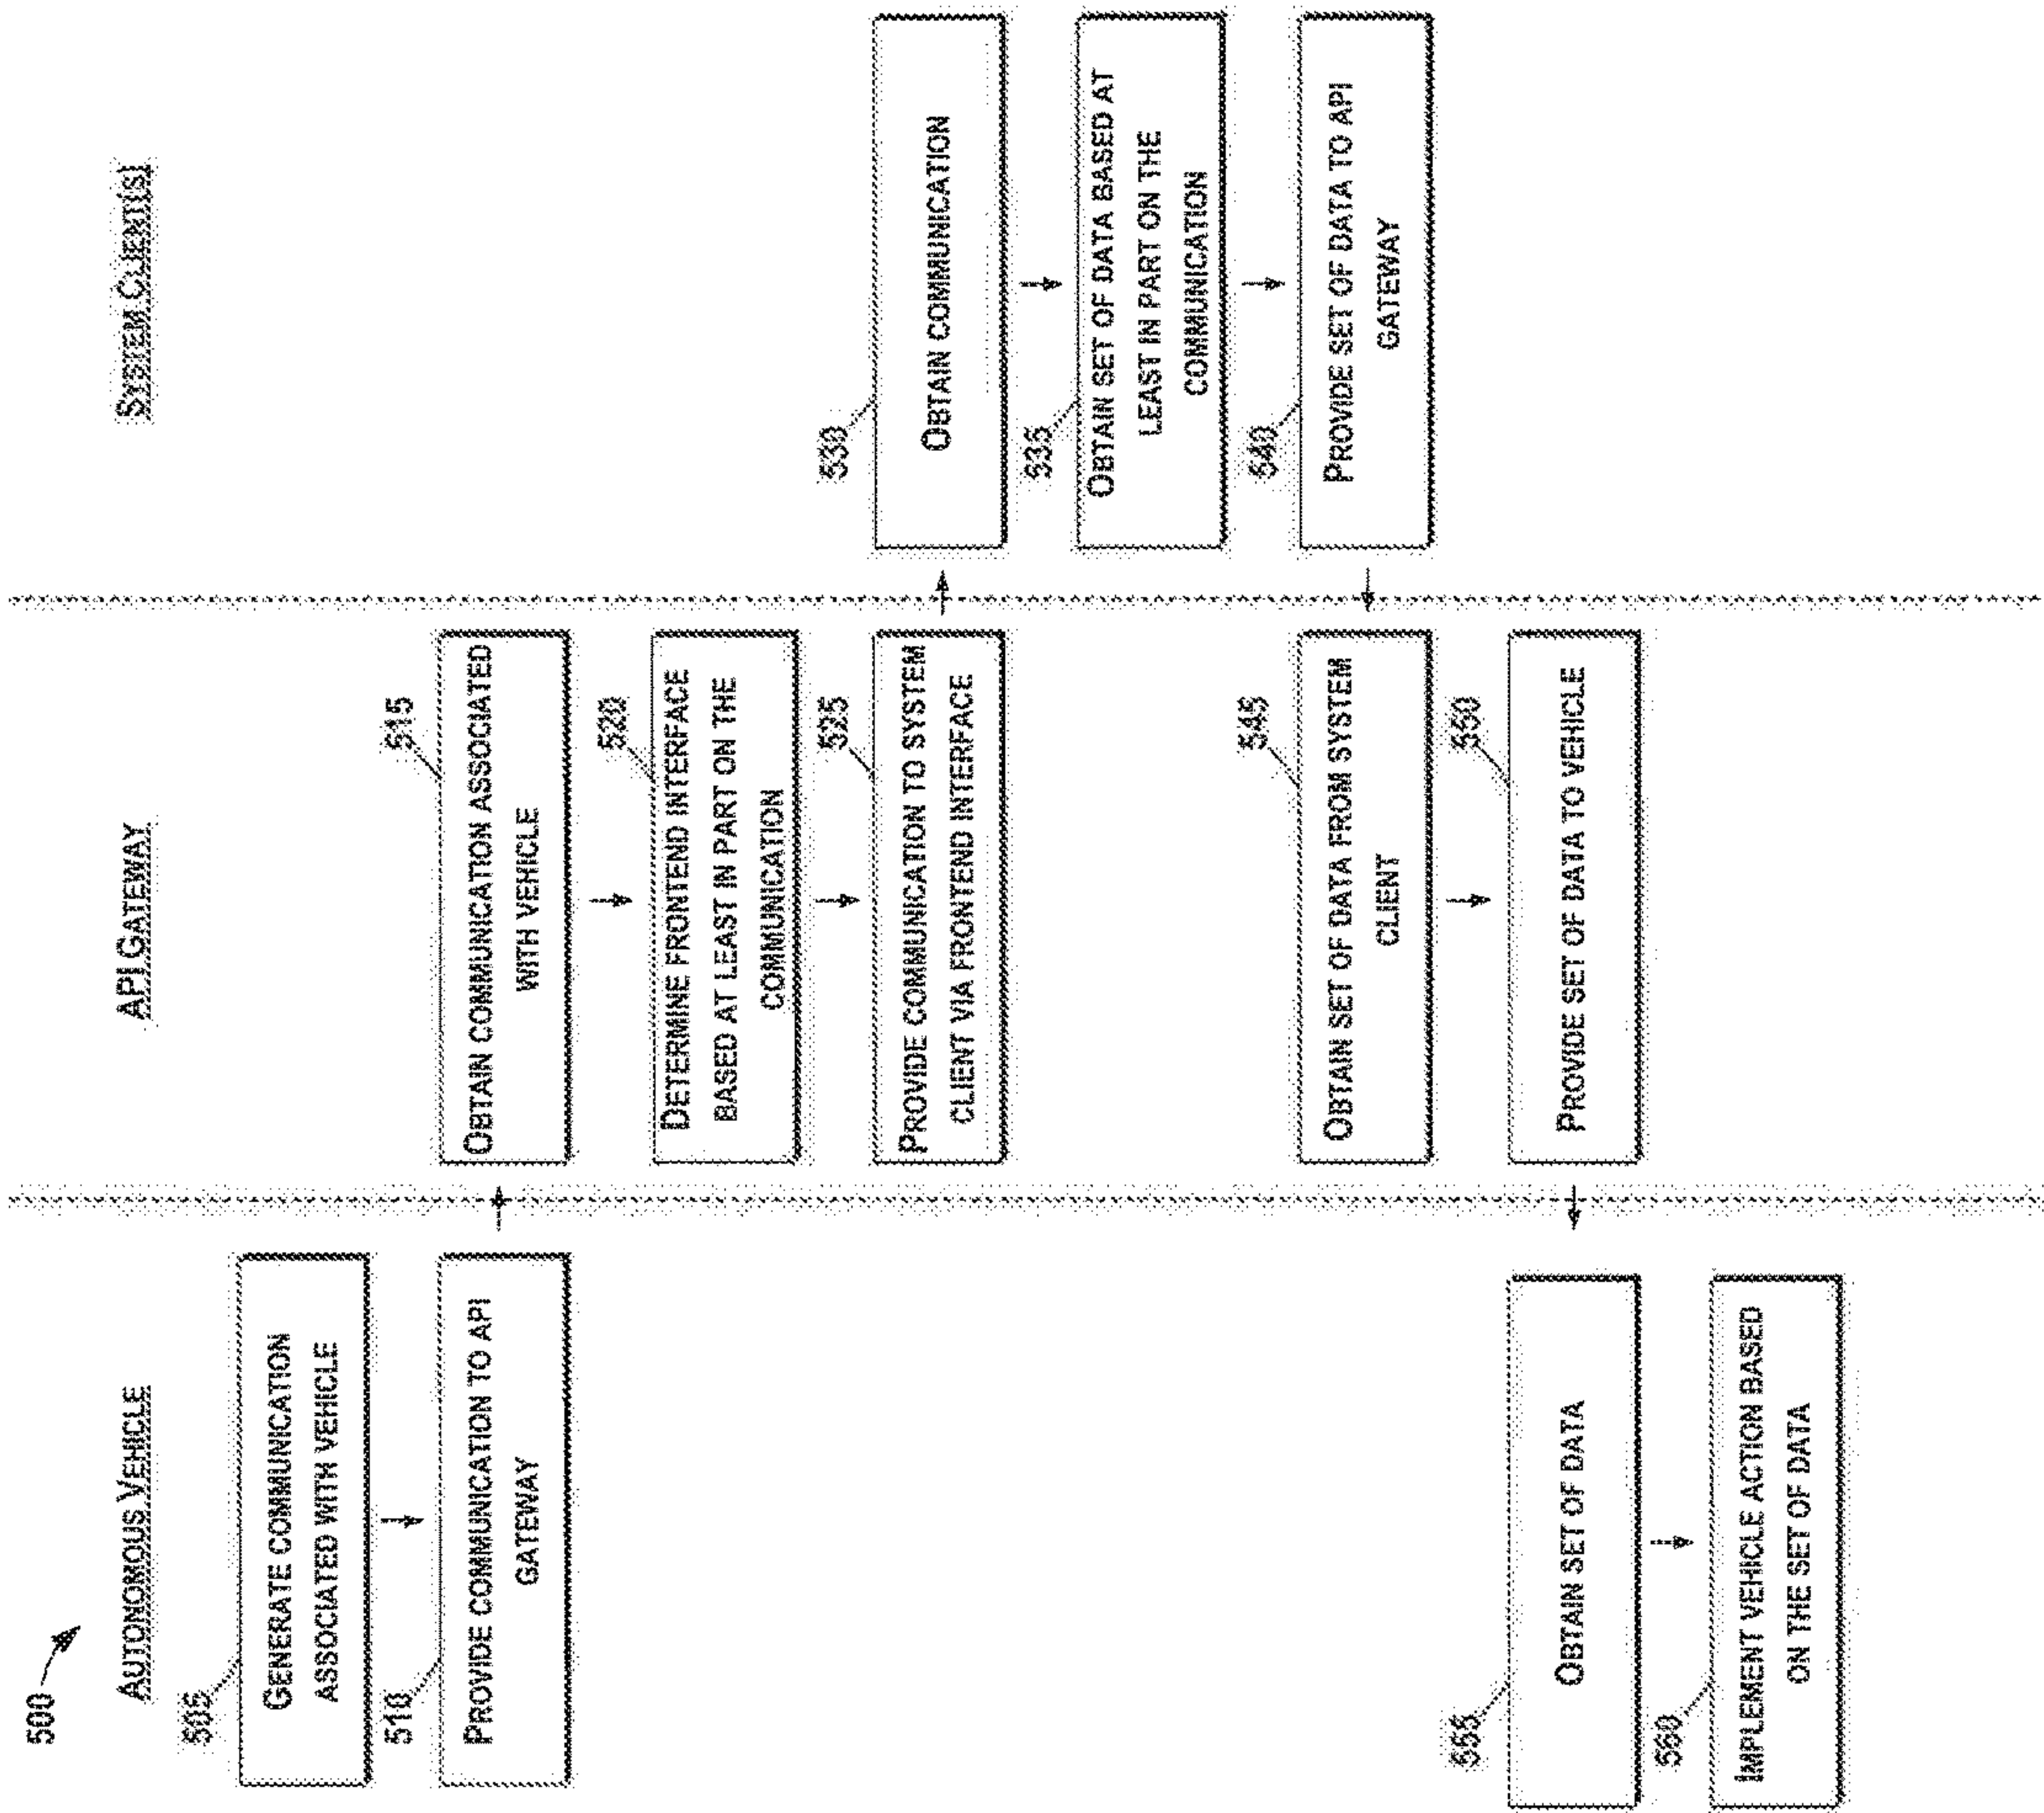 500
AUTONOMOUS VEHICLE
API GATEWAY
SYSTEM CLIENT(S)
505
GENERATE COMMUNICATION
ASSOCIATED WITH VEHICLE
510
PROVIDE COMMUNICATION TO API
GATEWAY
515
OBTAIN COMMUNICATION ASSOCIATED
WITH VEHICLE
520
DETERMINE FRONTEND INTERFACE
BASED AT LEAST IN PART ON THE
COMMUNICATION
525
PROVIDE COMMUNICATION TO SYSTEM
CLIENT VIA FRONTEND INTERFACE
530
OBTAIN COMMUNICATION
535
OBTAIN SET OF DATA BASED AT
LEAST IN PART ON THE
COMMUNICATION
540
PROVIDE SET OF DATA TO API
GATEWAY
545
OBTAIN SET OF DATA FROM SYSTEM
CLIENT
550
PROVIDE SET OF DATA TO VEHICLE
555
OBTAIN SET OF DATA
560
IMPLEMENT VEHICLE ACTION BASED
ON THE SET OF DATA